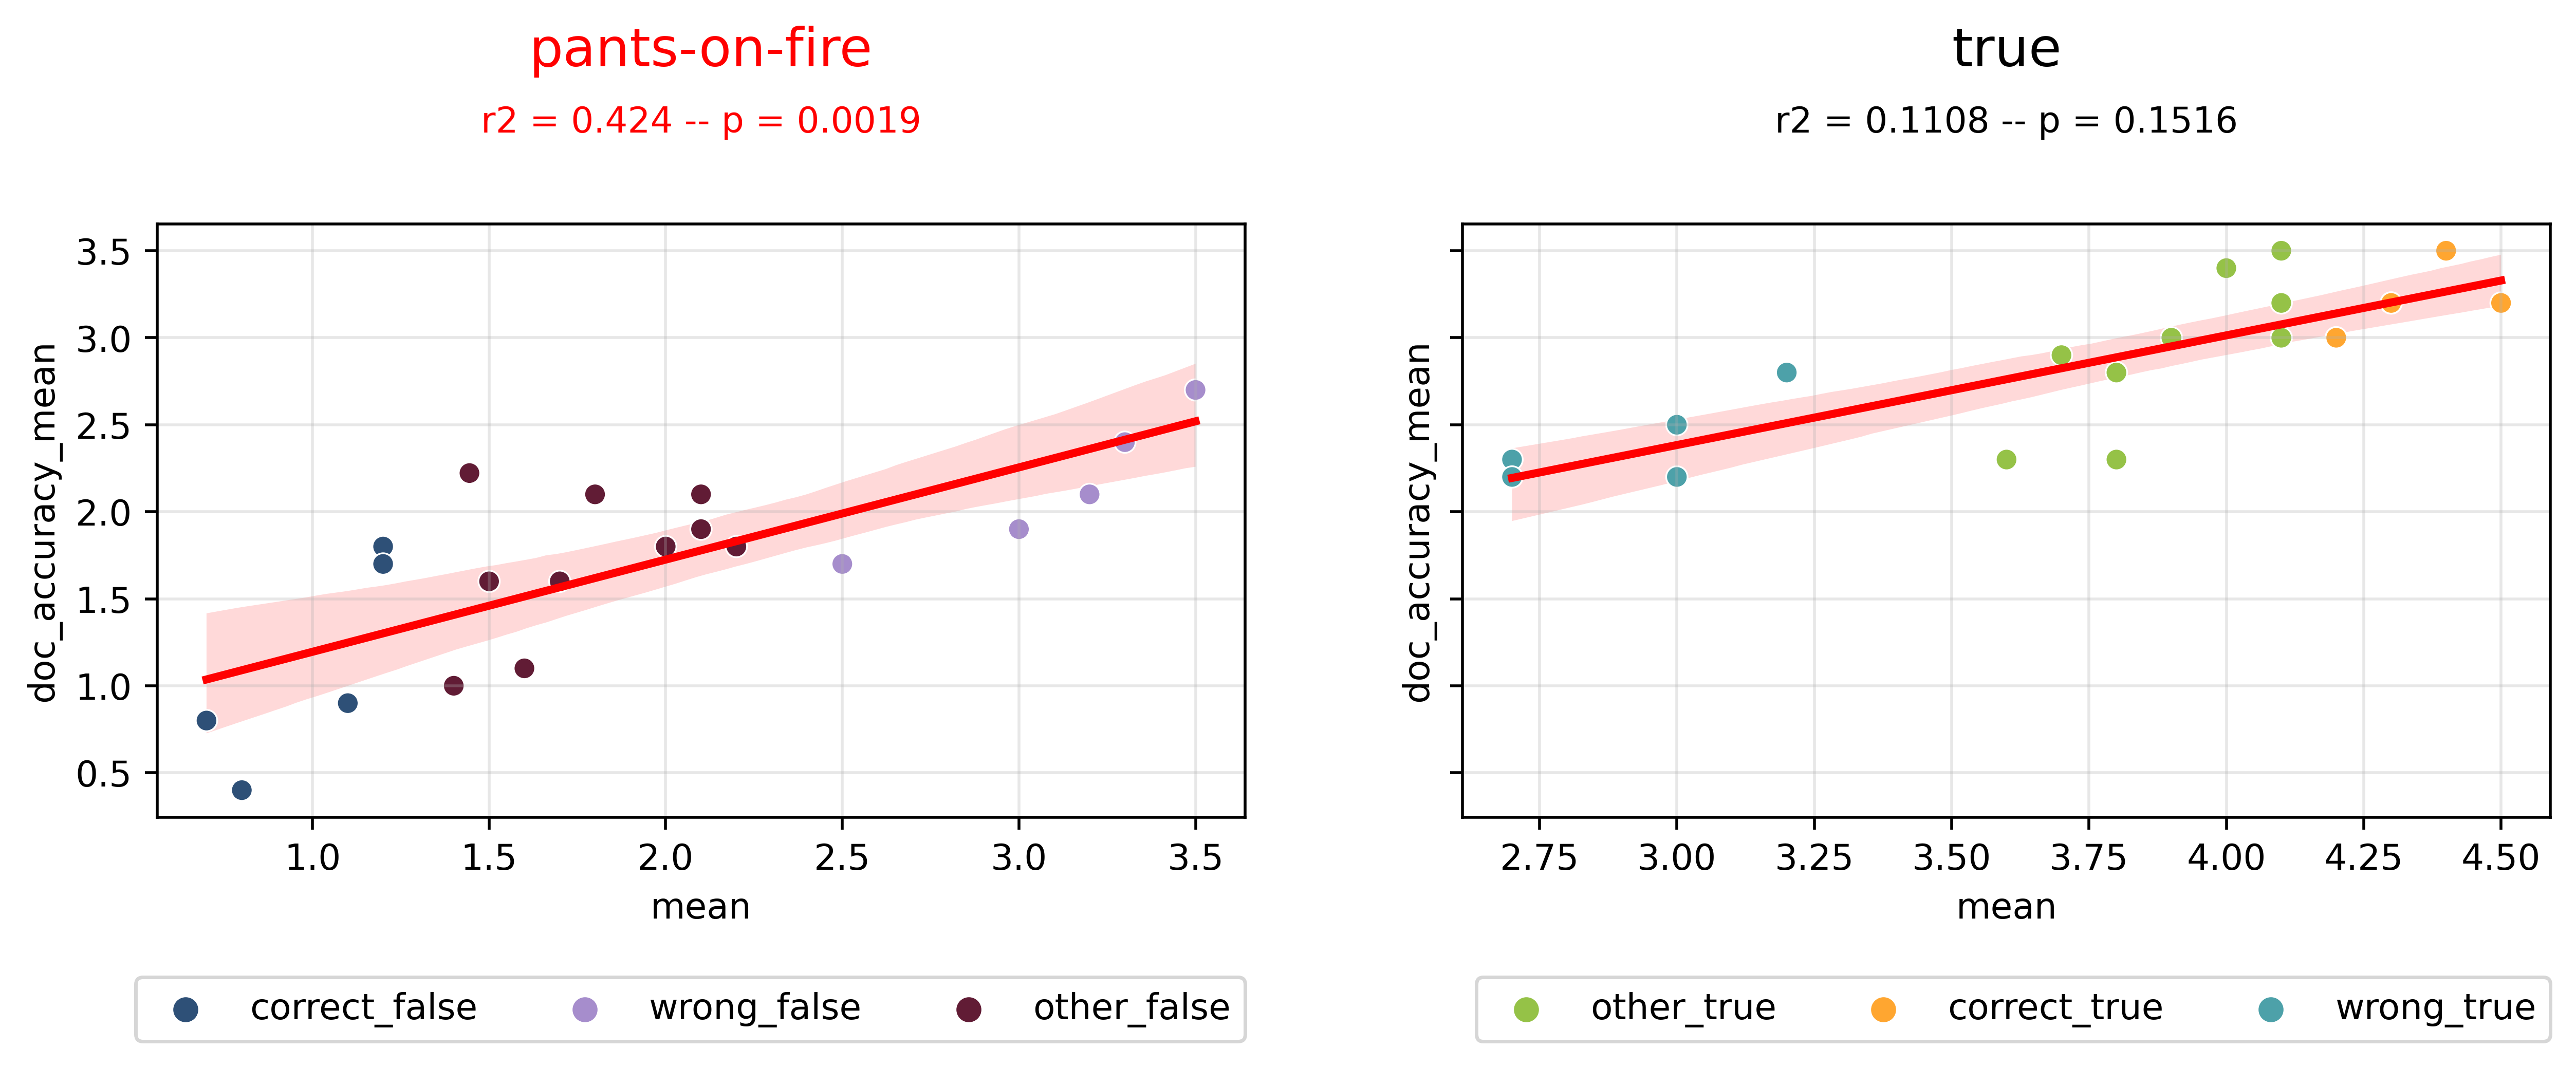 pants-on-fire
r2 = 0.424 -- p = 0.0019
doc_accuracy_mean
3.5
3.0
2.5
2.0
1.5
1.0
0.5
1.0 1.5 2.0 2.5 3.0 3.5
mean
correct_false wrong_false other_false
true
r2 = 0.1108 -- p = 0.1516
doc_accuracy_mean
2.75 3.00 3.25 3.50 3.75 4.00 4.25 4.50
mean
other_true correct_true wrong_true